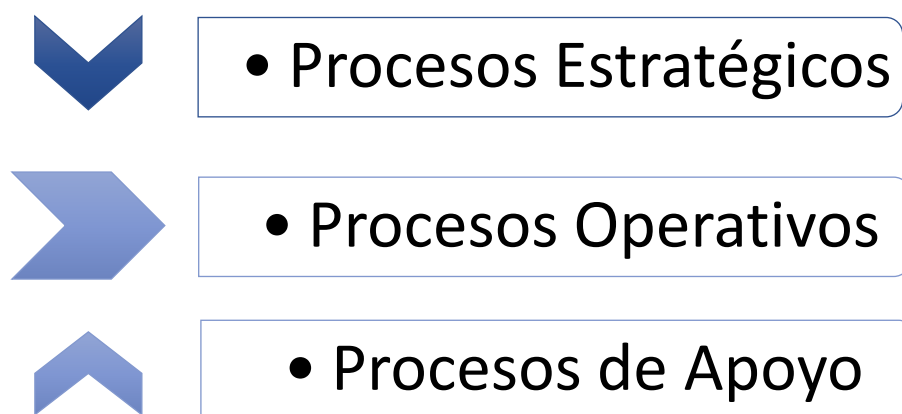 • Procesos Estratégicos
• Procesos Operativos
• Procesos de Apoyo